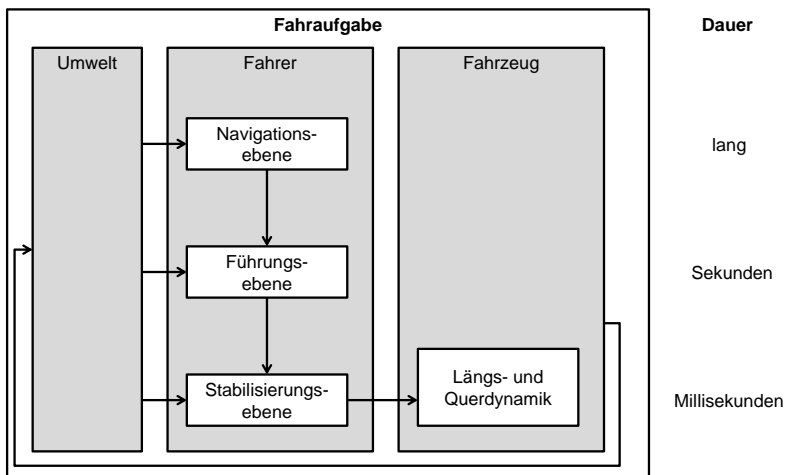 Fahraufgabe
Dauer
Umwelt
Fahrer
Fahrzeug
Navigations-
ebene
lang
Führungs-
ebene
Sekunden
Stabilisierungs-
ebene
Längs- und
Querdynamik
Millisekunden